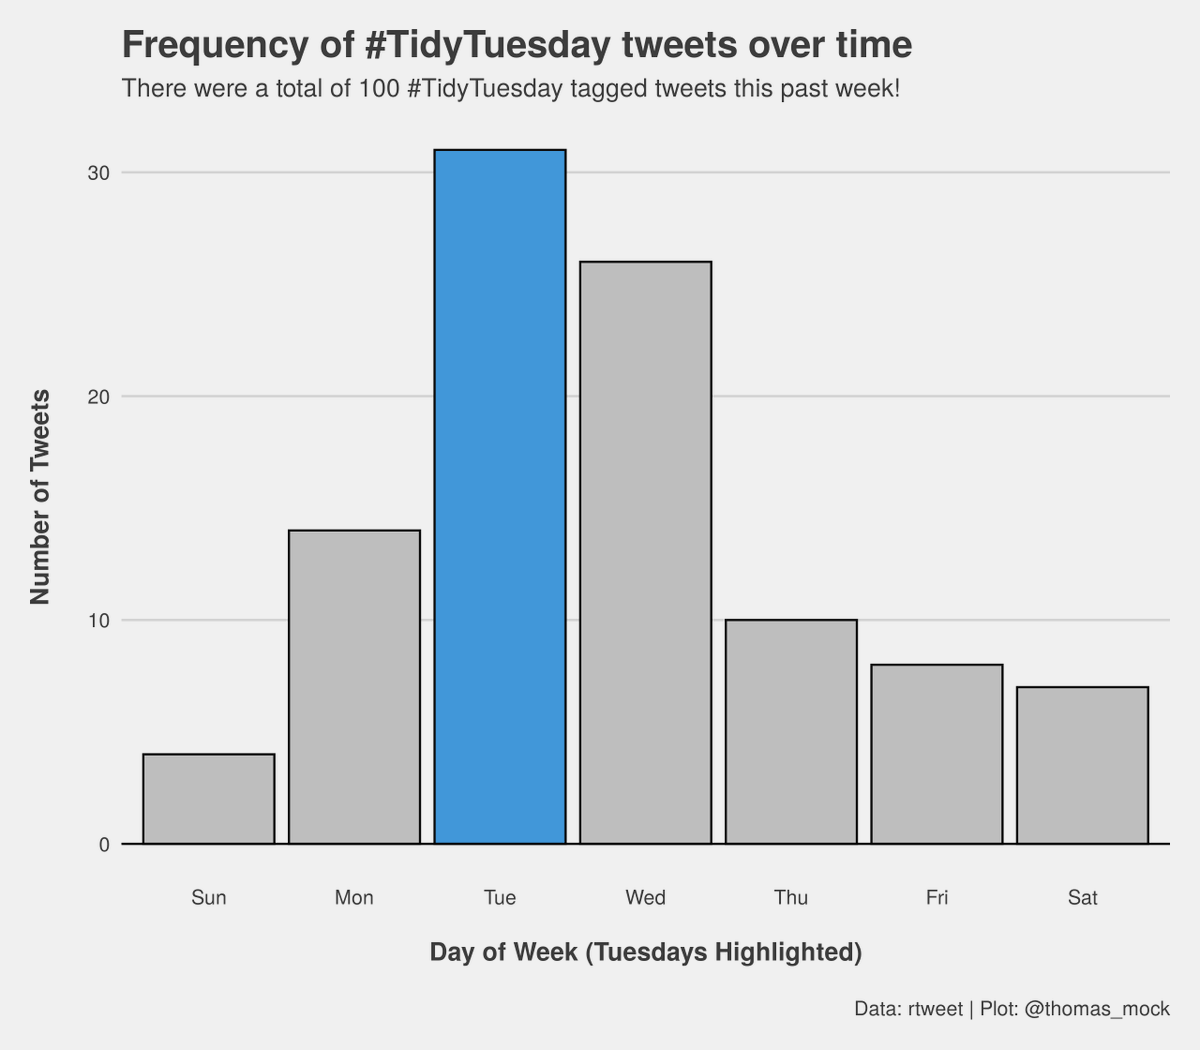 Frequency of #TidyTuesday tweets over time
There were a total of 100 #TidyTuesday tagged tweets this past week!
30
20
10
0
Number of Tweets
Sun Mon Tue Wed Thu Fri Sat
Day of Week (Tuesdays Highlighted)
Data: rtweet | Plot: @thomas_mock